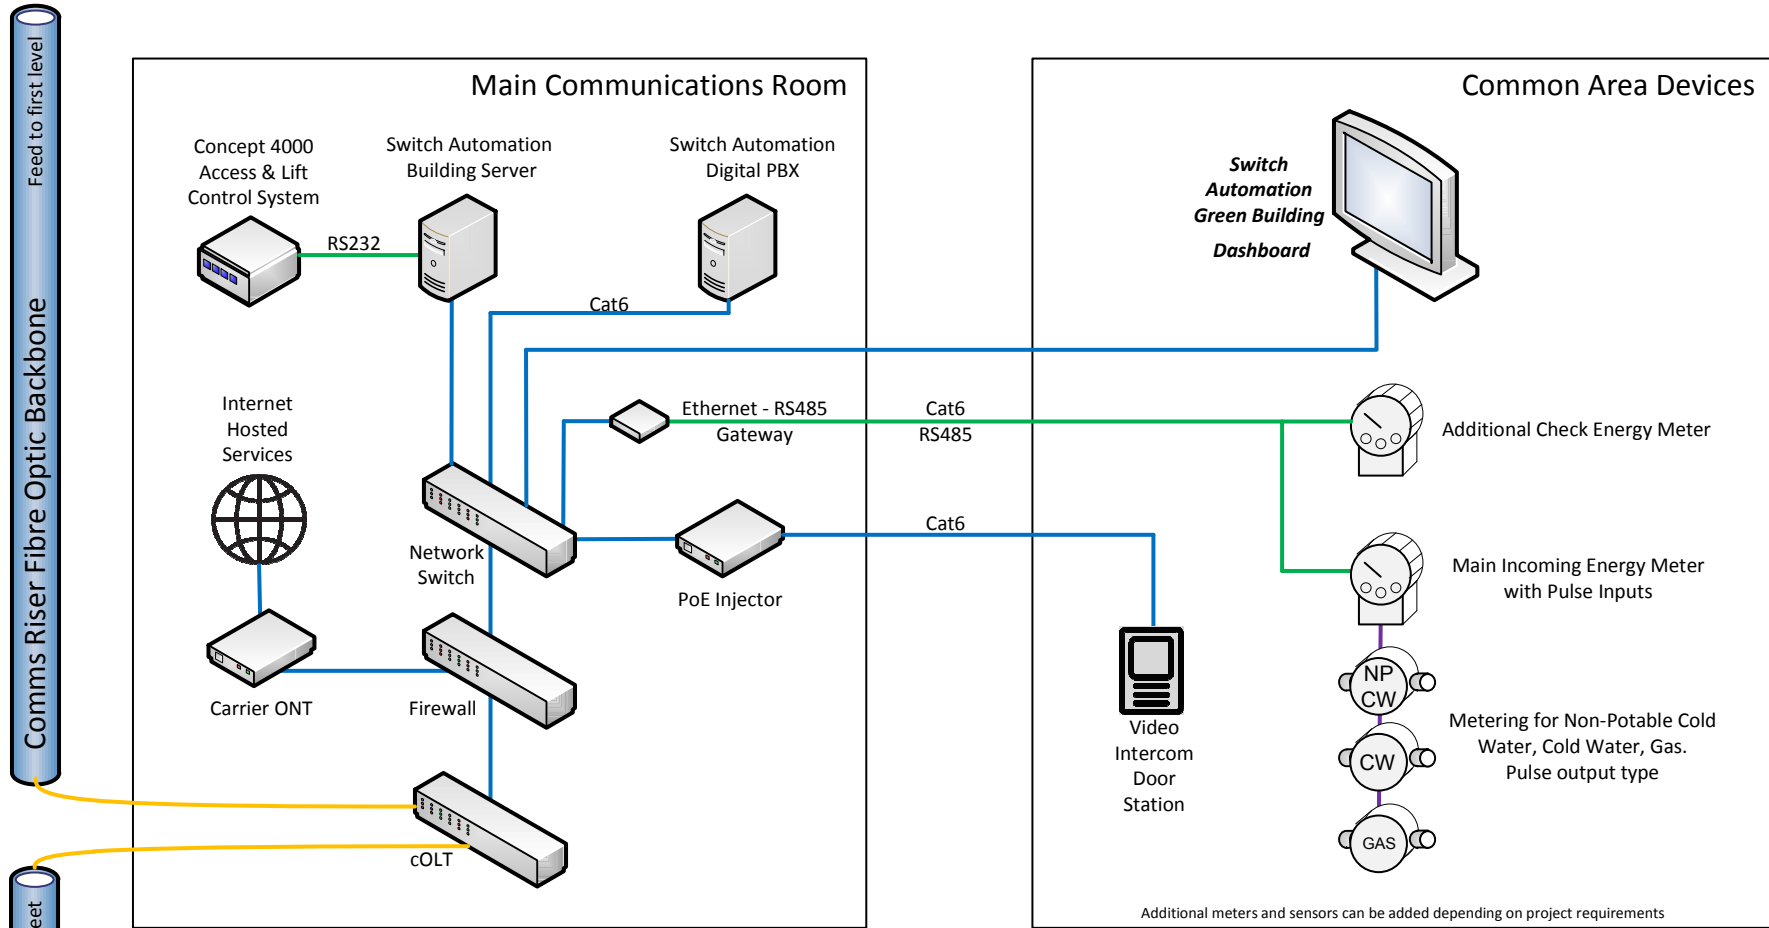 Feed to first level
Comms Riser Fibre Optic Backbone
Main Communications Room
Concept 4000
Access & Lift
Control System
Switch Automation
Building Server
Switch Automation
Digital PBX
RS232
Cat6
Internet
Hosted
Services
Ethernet - RS485
Gateway
Cat6
RS485
Network
Switch
PoE Injector
Cat6
Carrier ONT
Firewall
cOLT
Common Area Devices
Switch
Automation
Green Building
Dashboard
Additional Check Energy Meter
Main Incoming Energy Meter
with Pulse Inputs
Video
Intercom
Door
Station
NP
CW
CW
GAS
Metering for Non-Potable Cold
Water, Cold Water, Gas.
Pulse output type
Additional meters and sensors can be added depending on project requirements